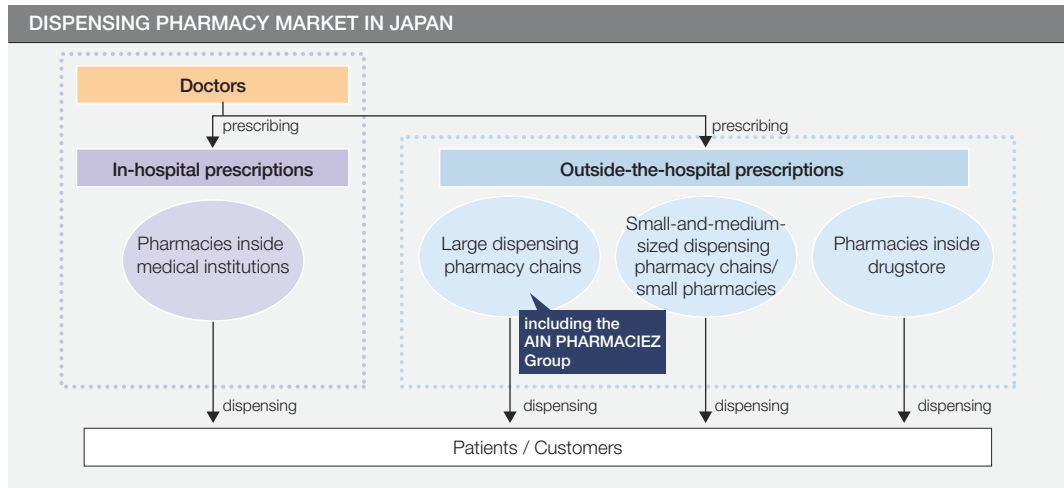 DISPENSING PHARMACY MARKET IN JAPAN
Doctors
prescribing
prescribing
In-hospital prescriptions
Outside-the-hospital prescriptions
Pharmacies inside
medical institutions
Large dispensing
pharmacy chains
Small-and-medium-
sized dispensing
pharmacy chains/
small pharmacies
Pharmacies inside
drugstore
including the
AIN PHARMACIEZ
Group
dispensing
dispensing
dispensing
dispensing
Patients / Customers